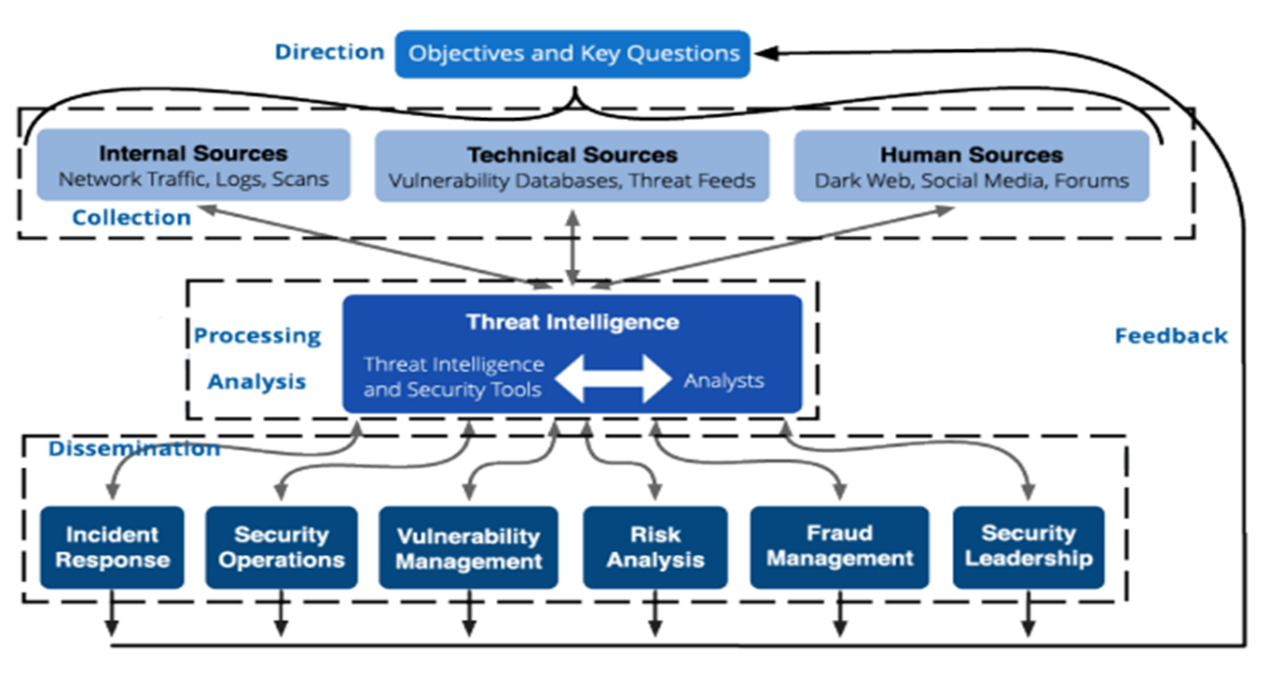 Direction
Objectives and Key Questions
Internal Sources
Network Traffic, Logs, Scans
Technical Sources
Vulnerability Databases, Threat Feeds
Human Sources
Dark Web, Social Media, Forums
Collection
Processing
Analysis
Threat Intelligence
Threat Intelligence
and Security Tools
Analysts
Feedback
Dissemination
Incident
Response
Security
Operations
Vulnerability
Management
Risk
Analysis
Fraud
Management
Security
Leadership